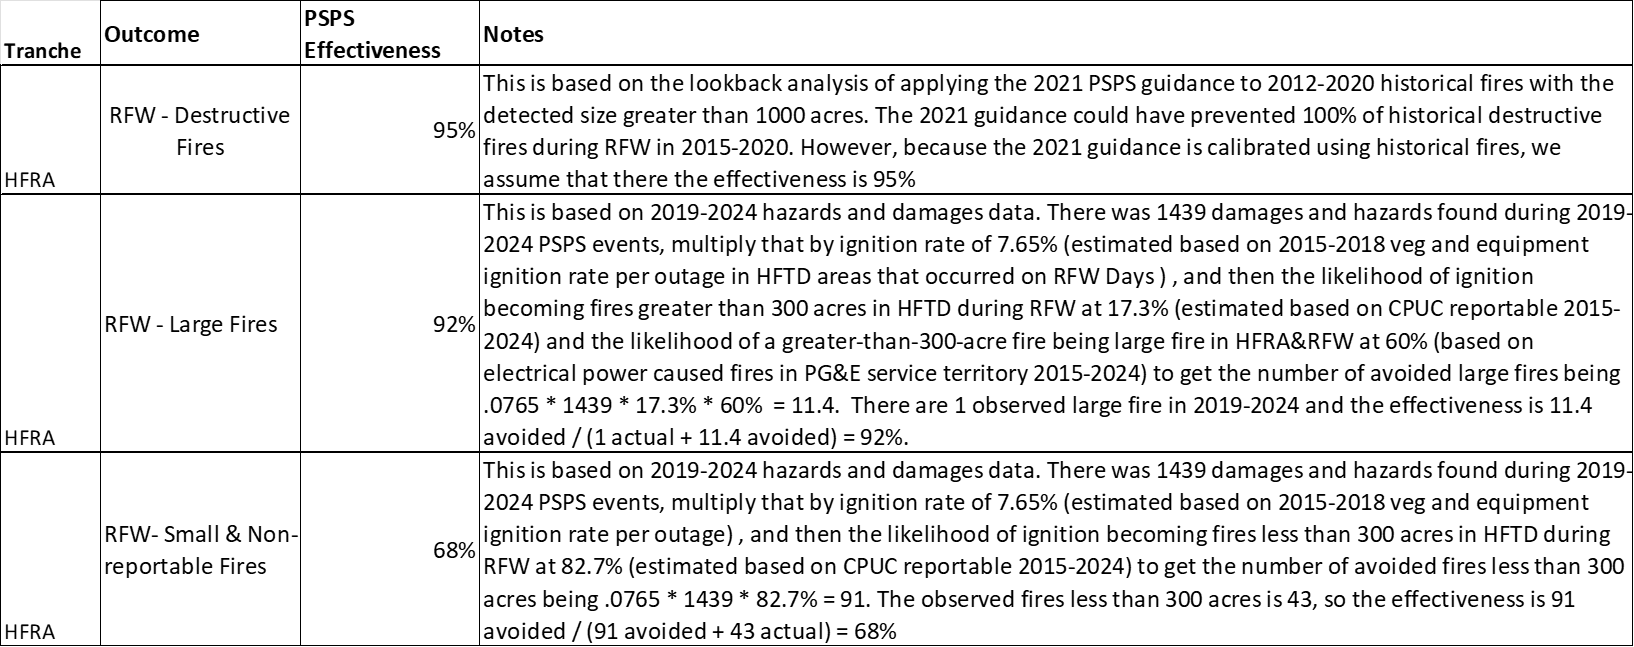 Tranche
Outcome
PSPS
Effectiveness
Notes
HFRA
RFW - Destructive
Fires
95%
This is based on the lookback analysis of applying the 2021 PSPS guidance to 2012-2020 historical fires with the
detected size greater than 1000 acres. The 2021 guidance could have prevented 100% of historical destructive
fires during RFW in 2015-2020. However, because the 2021 guidance is calibrated using historical fires, we
assume that there the effectiveness is 95%
HFRA
RFW - Large Fires
92%
This is based on 2019-2024 hazards and damages data. There was 1439 damages and hazards found during 2019-
2024 PSPS events, multiply that by ignition rate of 7.65% (estimated based on 2015-2018 veg and equipment
ignition rate per outage in HFTD areas that occurred on RFW Days ) , and then the likelihood of ignition
becoming fires greater than 300 acres in HFTD during RFW at 17.3% (estimated based on CPUC reportable 2015-
2024) and the likelihood of a greater-than-300-acre fire being large fire in HFRA&RFW at 60% (based on
electrical power caused fires in PG&E service territory 2015-2024) to get the number of avoided large fires being
.0765 * 1439 * 17.3% * 60%  = 11.4.  There are 1 observed large fire in 2019-2024 and the effectiveness is 11.4
avoided / (1 actual + 11.4 avoided) = 92%.
HFRA
RFW- Small & Non-
reportable Fires
68%
This is based on 2019-2024 hazards and damages data. There was 1439 damages and hazards found during 2019-
2024 PSPS events, multiply that by ignition rate of 7.65% (estimated based on 2015-2018 veg and equipment
ignition rate per outage) , and then the likelihood of ignition becoming fires less than 300 acres in HFTD during
RFW at 82.7% (estimated based on CPUC reportable 2015-2024) to get the number of avoided fires less than 300
acres being .0765 * 1439 * 82.7% = 91. The observed fires less than 300 acres is 43, so the effectiveness is 91
avoided / (91 avoided + 43 actual) = 68%